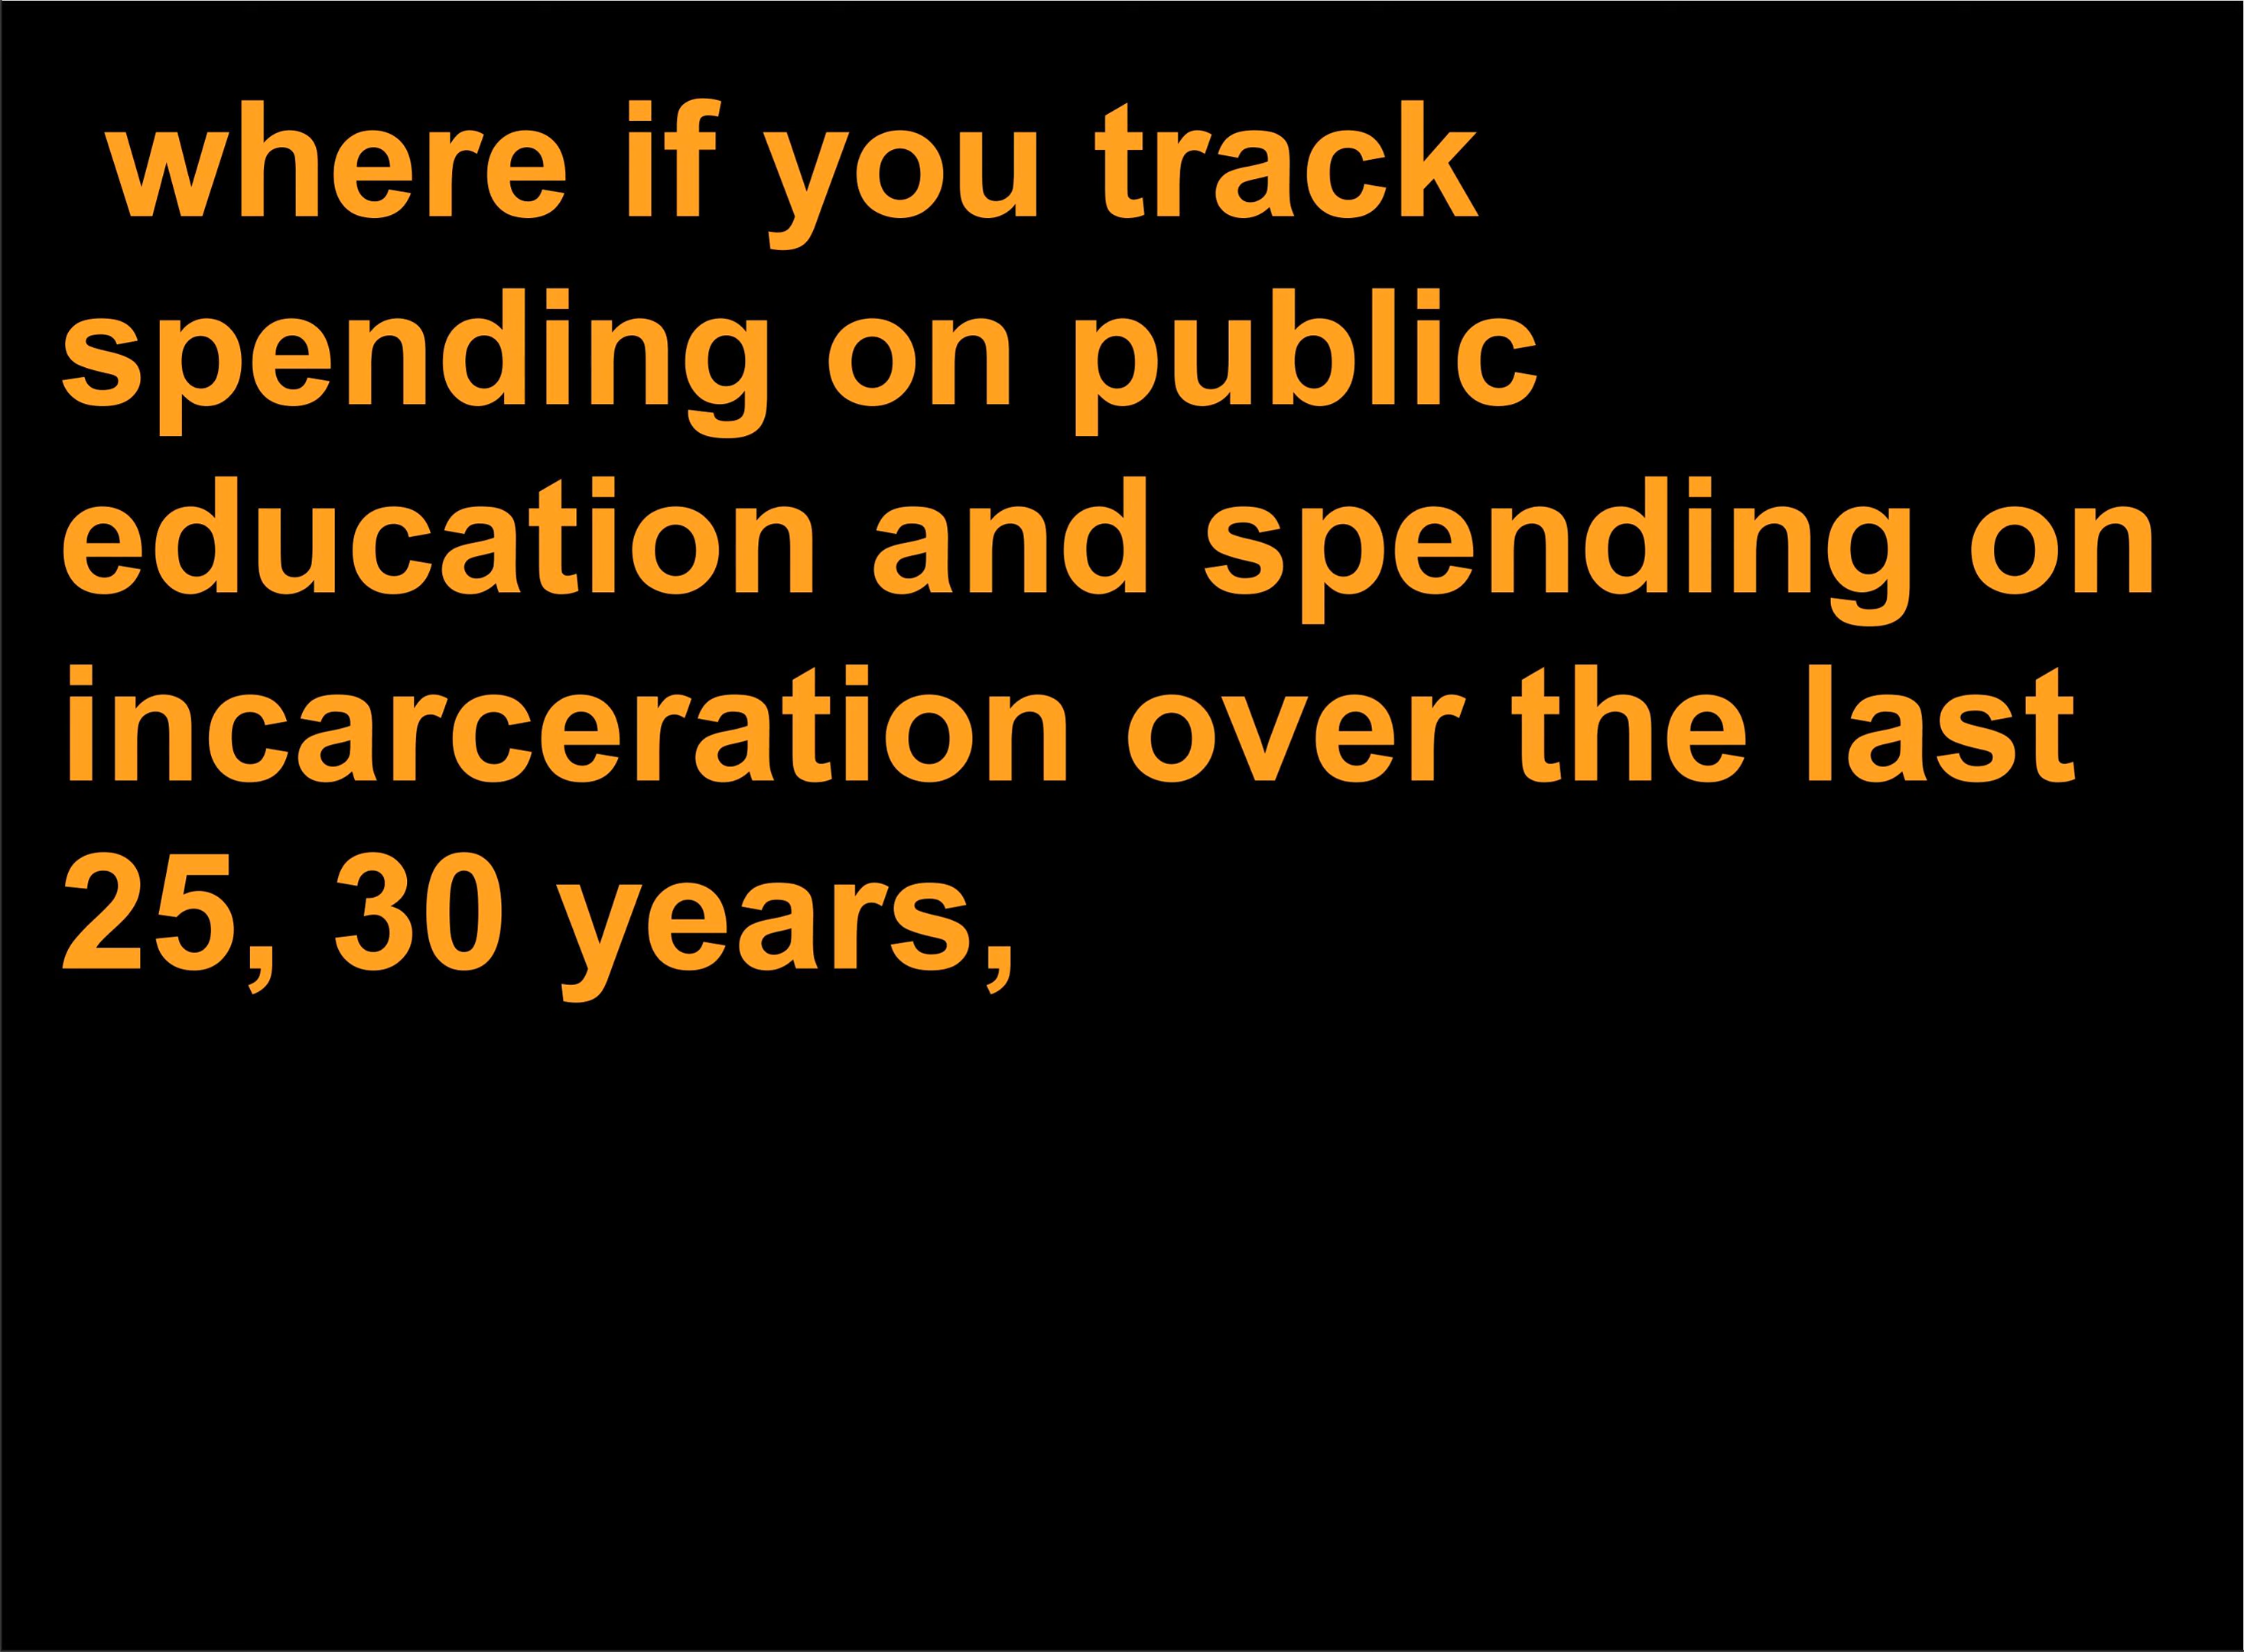 where if you track
spending on public
education and spending on
incarceration over the last
25, 30 years,